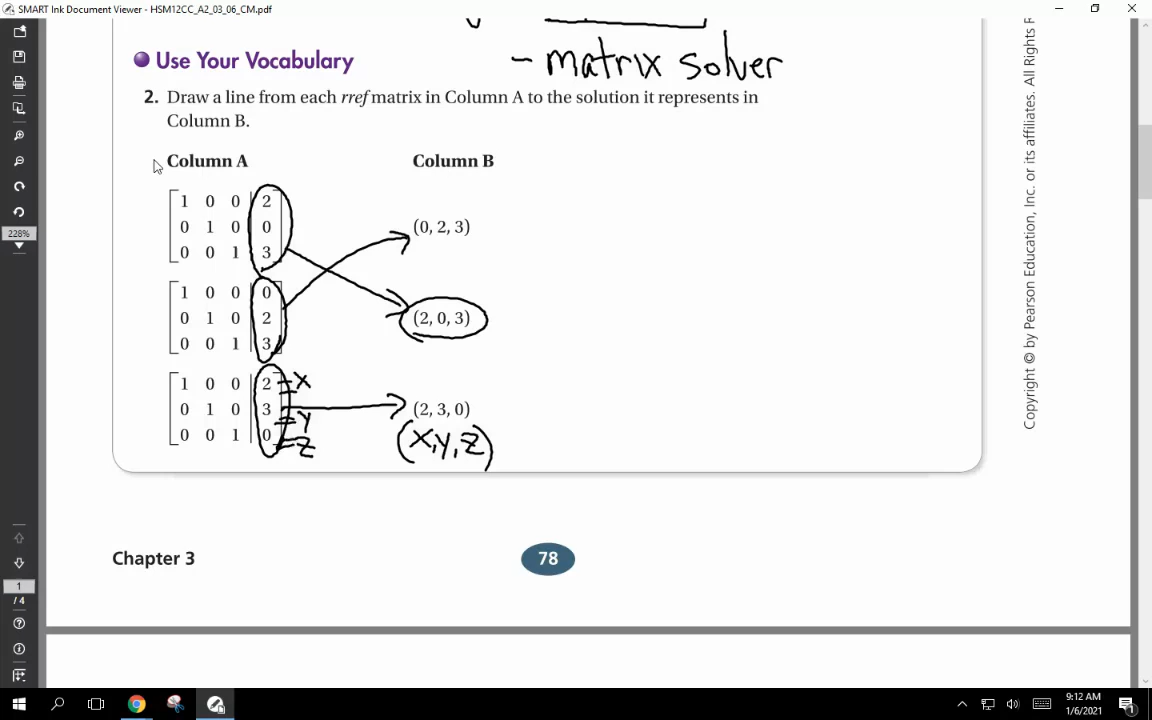 SMART Ink Document Viewer - HSM12CC_A2_03_06_CM.pdf
- matrix solver
Use Your Vocabulary
2. Draw a line from each rref matrix in Column A to the solution it represents in
Column B.
Column A Column B
1 0 0 2
0 1 0 0
0 0 1 3
(0, 2, 3)
1 0 0 0
0 1 0 2
0 0 1 3
(2, 0, 3)
1 0 0 2 = x
0 1 0 3 = y
0 0 1 0 = z
(2, 3, 0)
(x, y, z)
Chapter 3
78
Copyright © by Pearson Education, Inc. or its affiliates. All Rights R
228%
1
/ 4
9:12 AM
1/6/2021
1